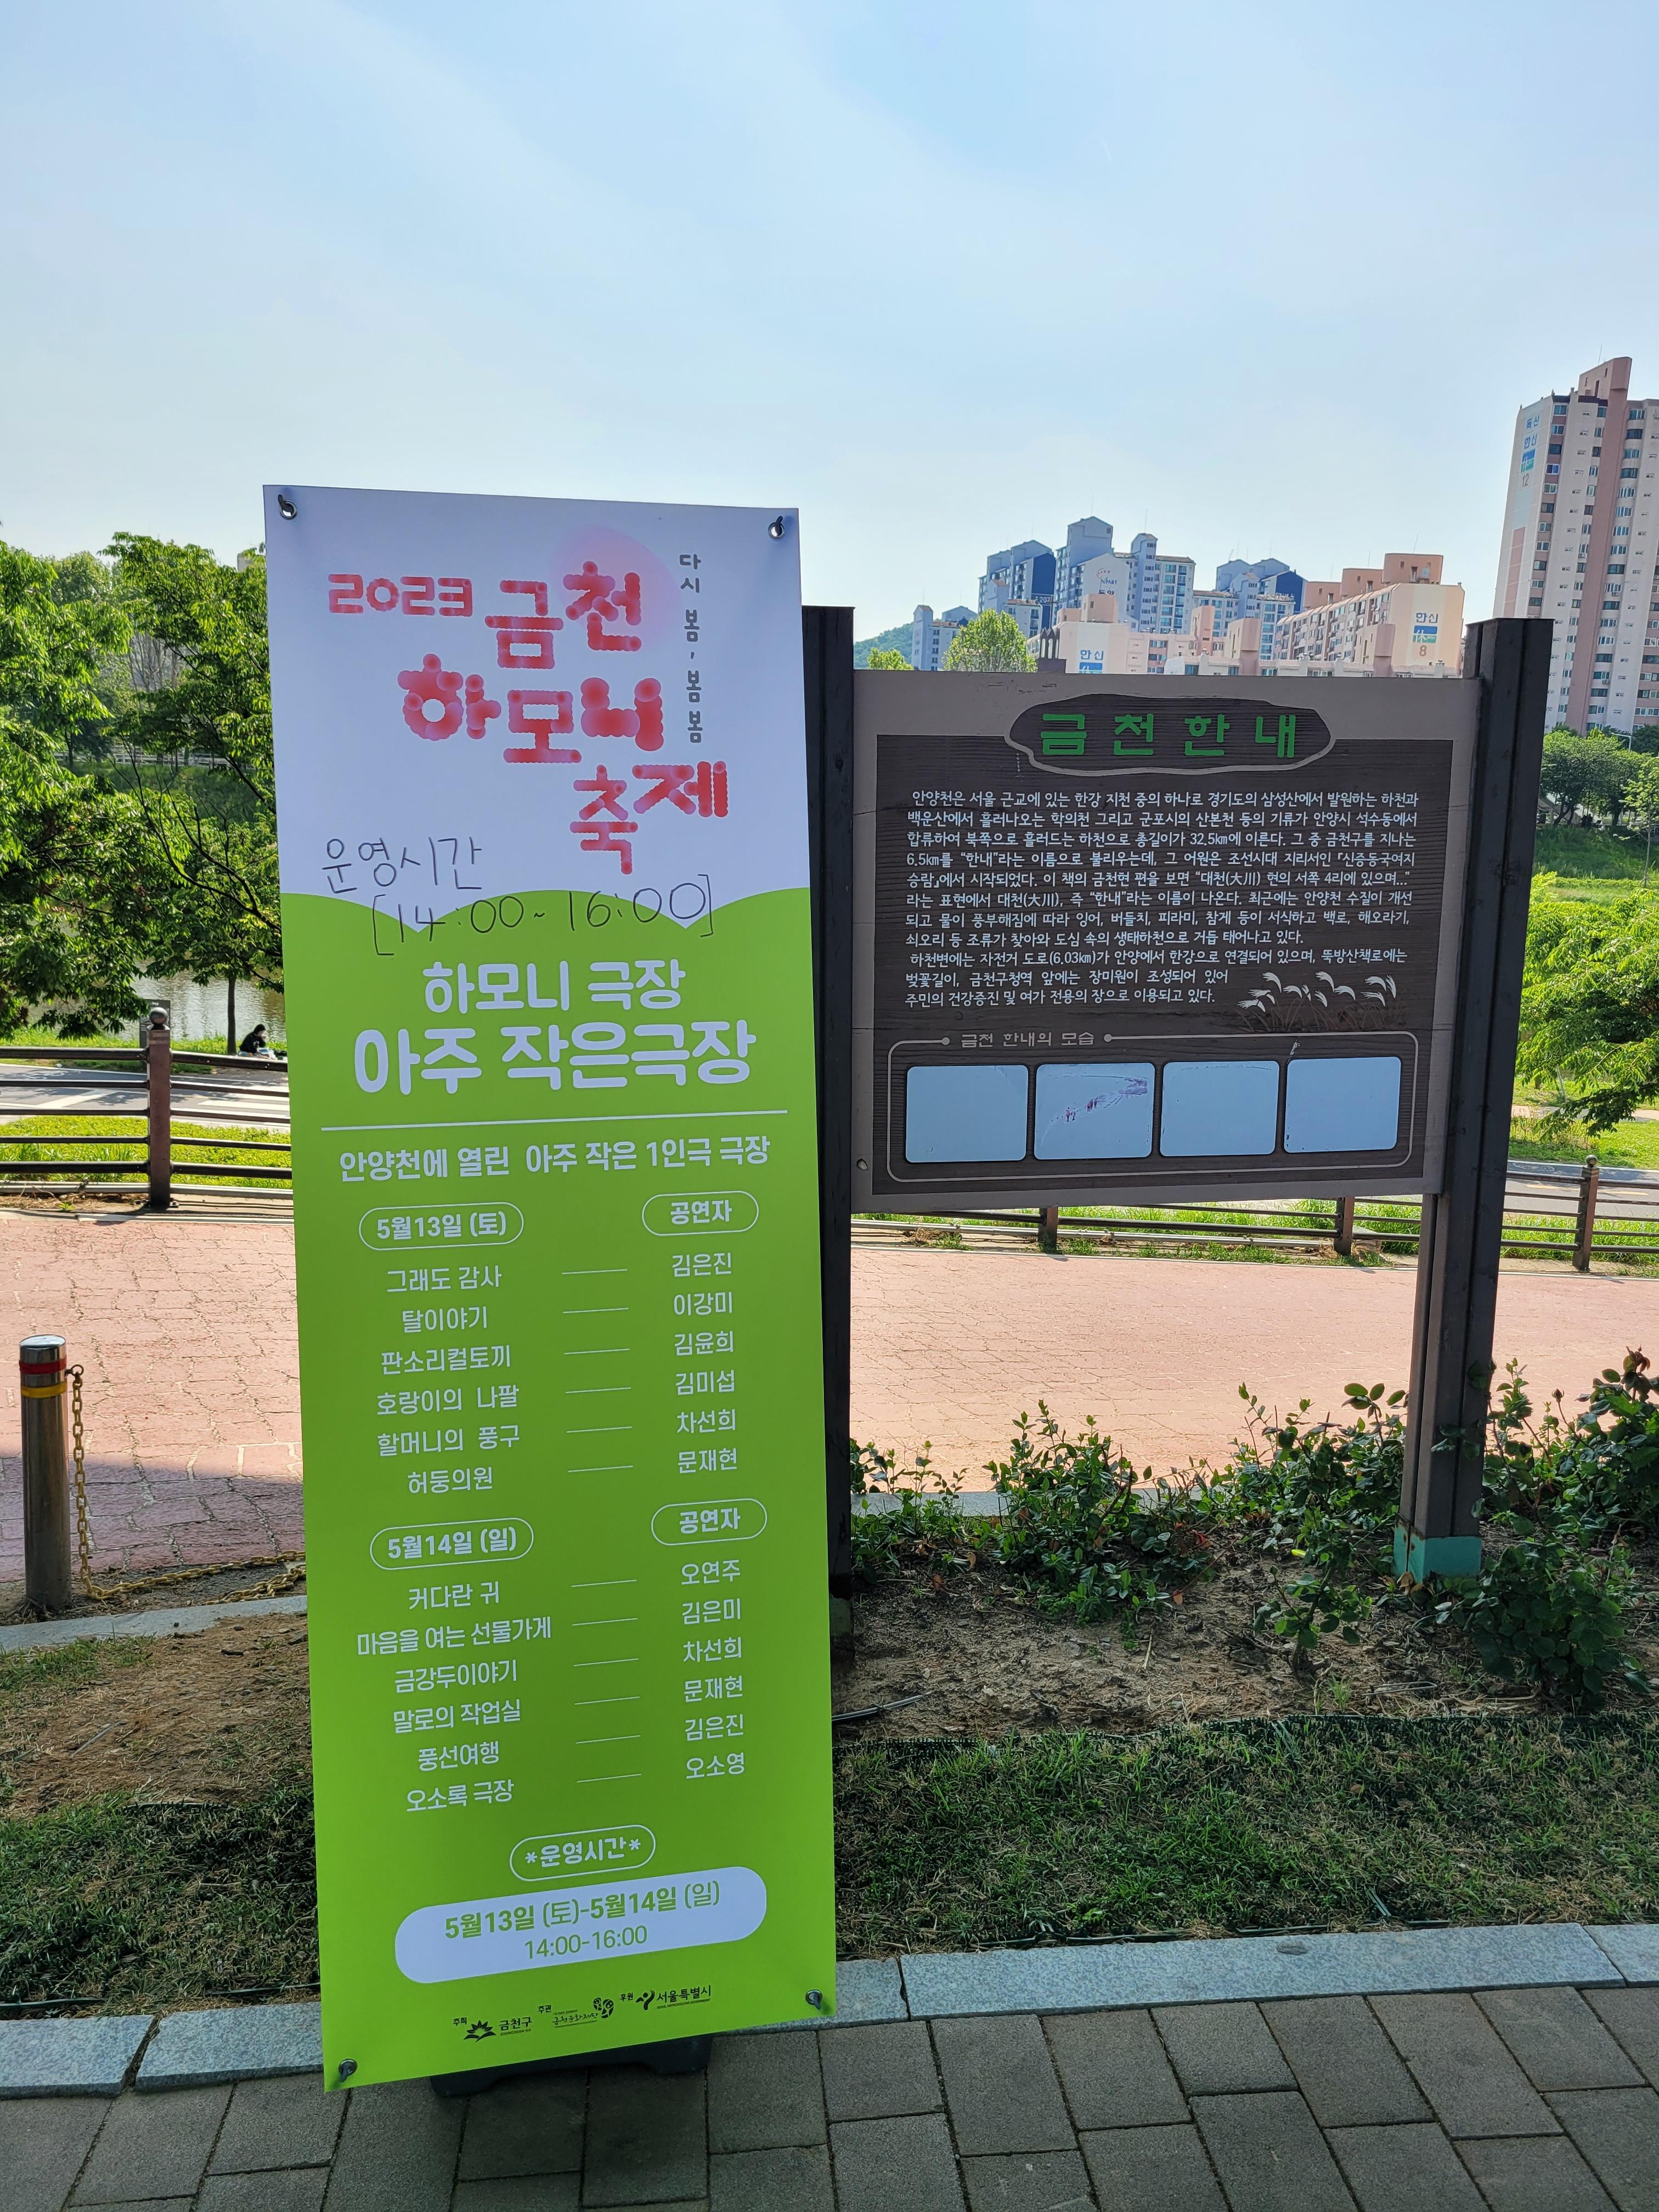 2023 금천
하모니
축제
다시 봄, 봄봄
운영시간
[14:00~16:00]
하모니 극장
아주 작은극장
안양천에 열린 아주 작은 1인극 극장
5월13일 (토) 공연자
그래도 감사 김은진
탈이야기 이강미
판소리컬토끼 김윤희
호랑이의 나팔 김미섭
할머니의 풍구 차선희
허둥의원 문재현
5월14일 (일) 공연자
커다란 귀 오연주
마음을 여는 선물가게 김은미
금강두이야기 차선희
말로의 작업실 문재현
풍선여행 김은진
오소록 극장 오소영
*운영시간*
5월13일 (토)-5월14일 (일)
14:00-16:00
주최 금천구 주관 금천문화재단 후원 서울특별시
금천한내
안양천은 서울 근교에 있는 한강 지천 중의 하나로 경기도의 삼성산에서 발원하는 하천과
백운산에서 흘러나오는 학의천 그리고 군포시의 산본천 등의 기류가 안양시 석수동에서
합류하여 북쪽으로 흘러드는 하천으로 총길이가 32.5km에 이른다. 그 중 금천구를 지나는
6.5km를 "한내"라는 이름으로 불리우는데, 그 어원은 조선시대 지리서인 『신증동국여지
승람』에서 시작되었다. 이 책의 금천현 편을 보면 "대천(大川) 현의 서쪽 4리에 있으며..."
라는 표현에서 대천(大川), 즉 "한내"라는 이름이 나온다. 최근에는 안양천 수질이 개선
되고 물이 풍부해짐에 따라 잉어, 버들치, 피라미, 참게 등이 서식하고 백로, 해오라기,
쇠오리 등 조류가 찾아와 도심 속의 생태하천으로 거듭 태어나고 있다.
하천변에는 자전거 도로(6.03km)가 안양에서 한강으로 연결되어 있으며, 뚝방산책로에는
벚꽃길이, 금천구청역 앞에는 장미원이 조성되어 있어
주민의 건강증진 및 여가 전용의 장으로 이용되고 있다.
금천 한내의 모습
한신
한신
8
독산
한신
12